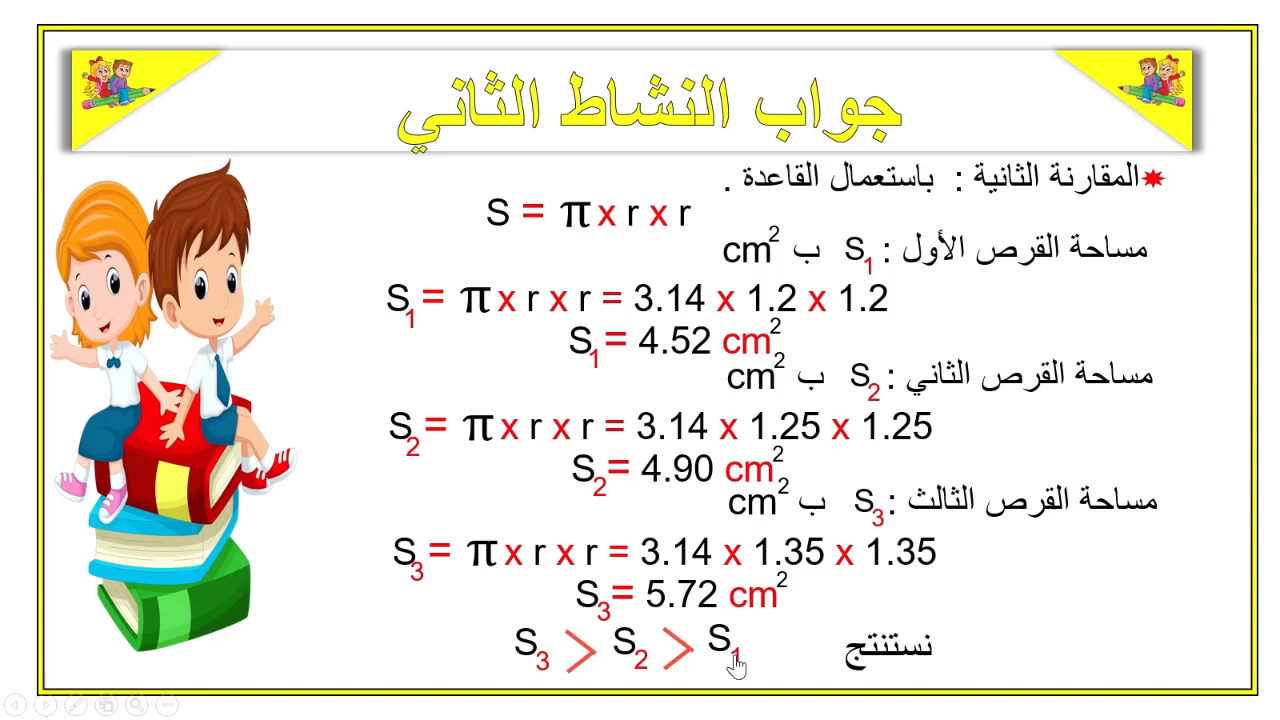 جواب النشاط الثاني
المقارنة الثانية : باستعمال القاعدة .
S = π x r x r
مساحة القرص الأول : S₁ ب cm²
S₁ = π x r x r = 3.14 x 1.2 x 1.2
S₁ = 4.52 cm²
مساحة القرص الثاني : S₂ ب cm²
S₂ = π x r x r = 3.14 x 1.25 x 1.25
S₂ = 4.90 cm²
مساحة القرص الثالث : S₃ ب cm²
S₃ = π x r x r = 3.14 x 1.35 x 1.35
S₃ = 5.72 cm²
نستنتج S₃ > S₂ > S₁